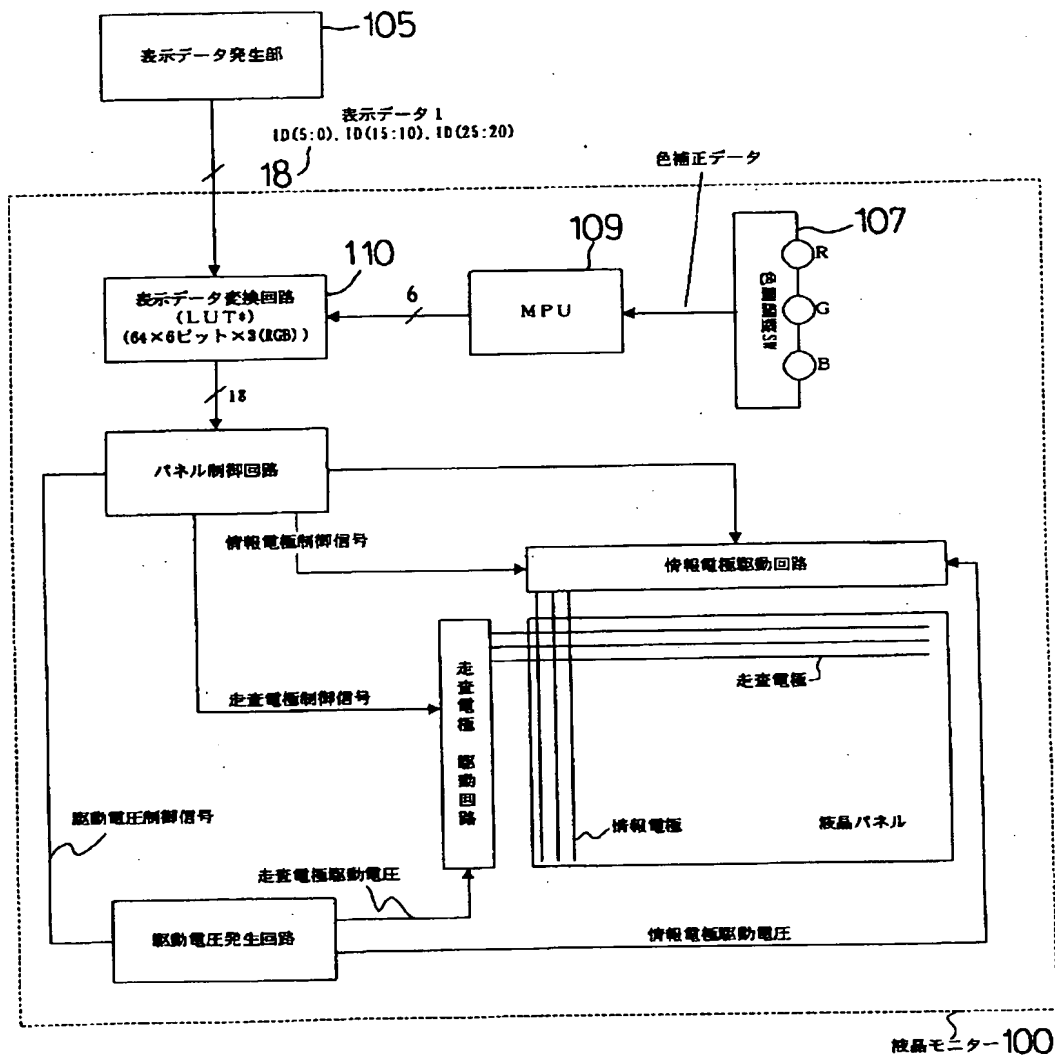 105
表示データ発生部
表示データ1
ID(5:0), ID(15:10), ID(25:20)
18
色補正データ
107
109
110
R
G
B
MPU
6
表示データ変換回路
(LUT*)
(64×6ビット×3(RGB))
18
パネル制御回路
情報電極制御信号
情報電極駆動回路
走査電極制御信号
走査電極 駆動回路
走査電極
駆動電圧制御信号
情報電極
液晶パネル
走査電極駆動電圧
駆動電圧発生回路
情報電極駆動電圧
液晶モニター 100